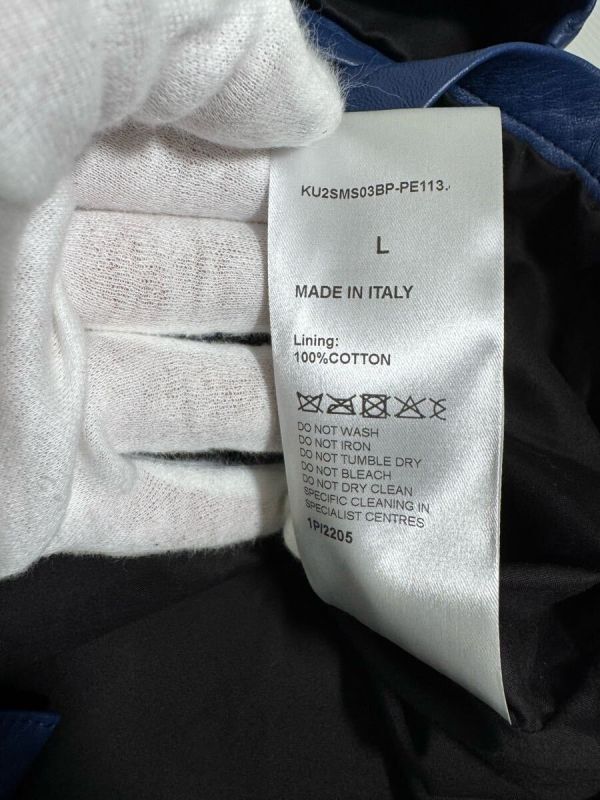 KU2SMS03BP-PE113.
L
MADE IN ITALY
Lining:
100%COTTON
DO NOT WASH
DO NOT IRON
DO NOT TUMBLE DRY
DO NOT BLEACH
DO NOT DRY CLEAN
SPECIFIC CLEANING IN
SPECIALIST CENTRES
1PI2205